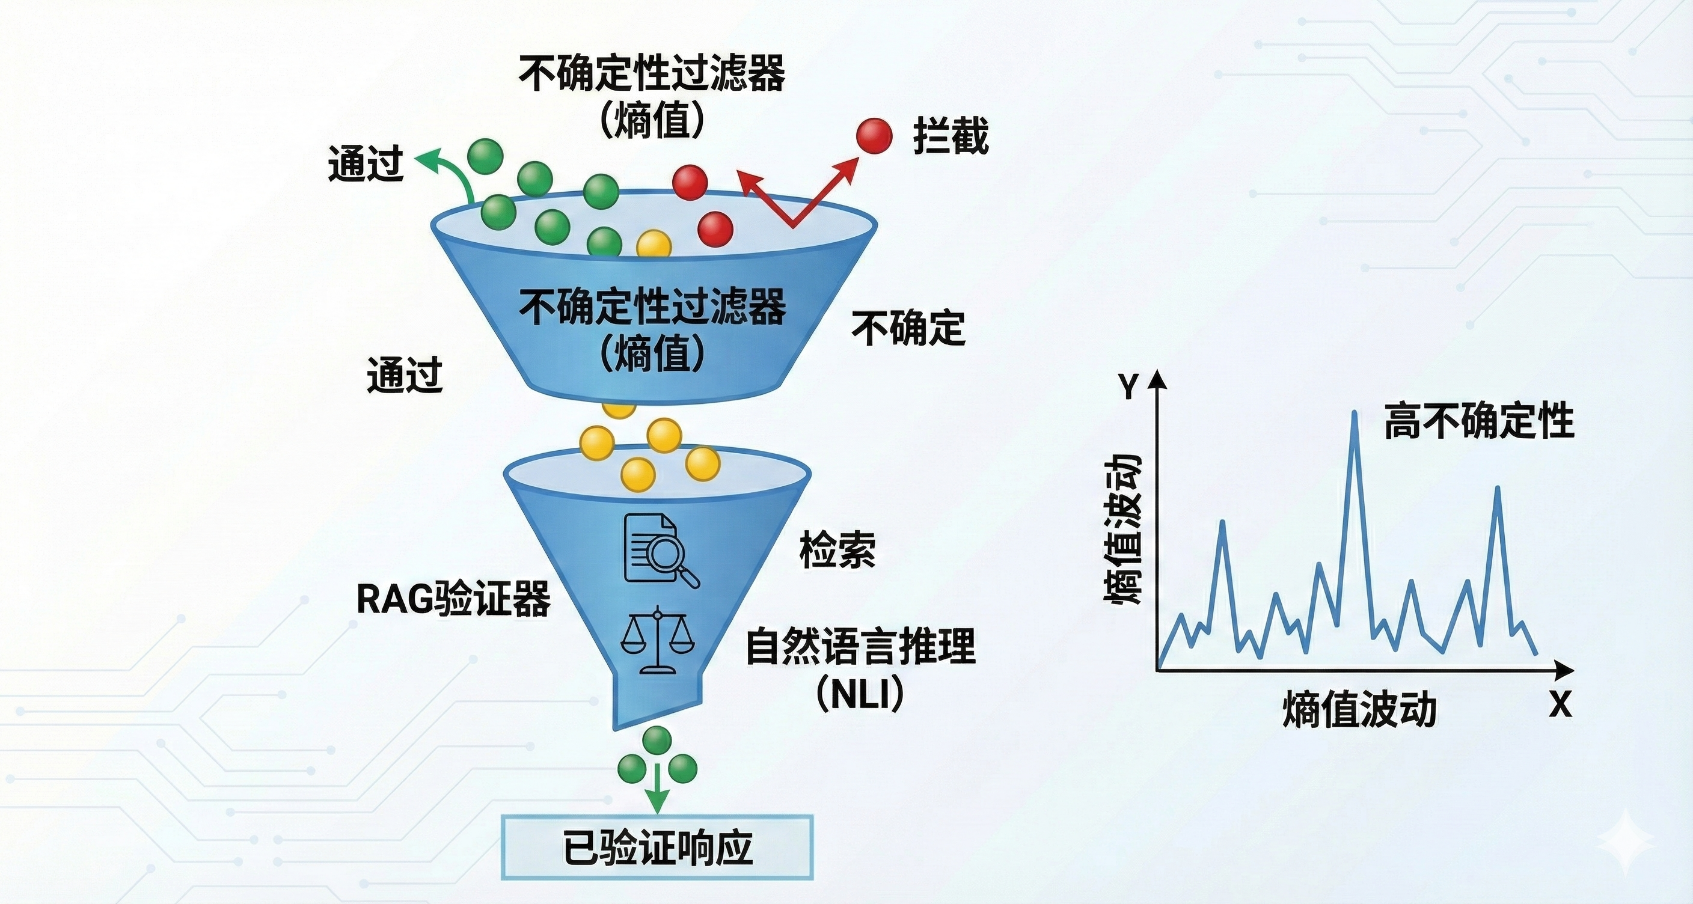 不确定性过滤器
（熵值）
通过
拦截
不确定性过滤器
（熵值）
不确定
通过
RAG验证器
检索
自然语言推理
（NLI）
已验证响应
Y
高不确定性
熵值波动
熵值波动
X